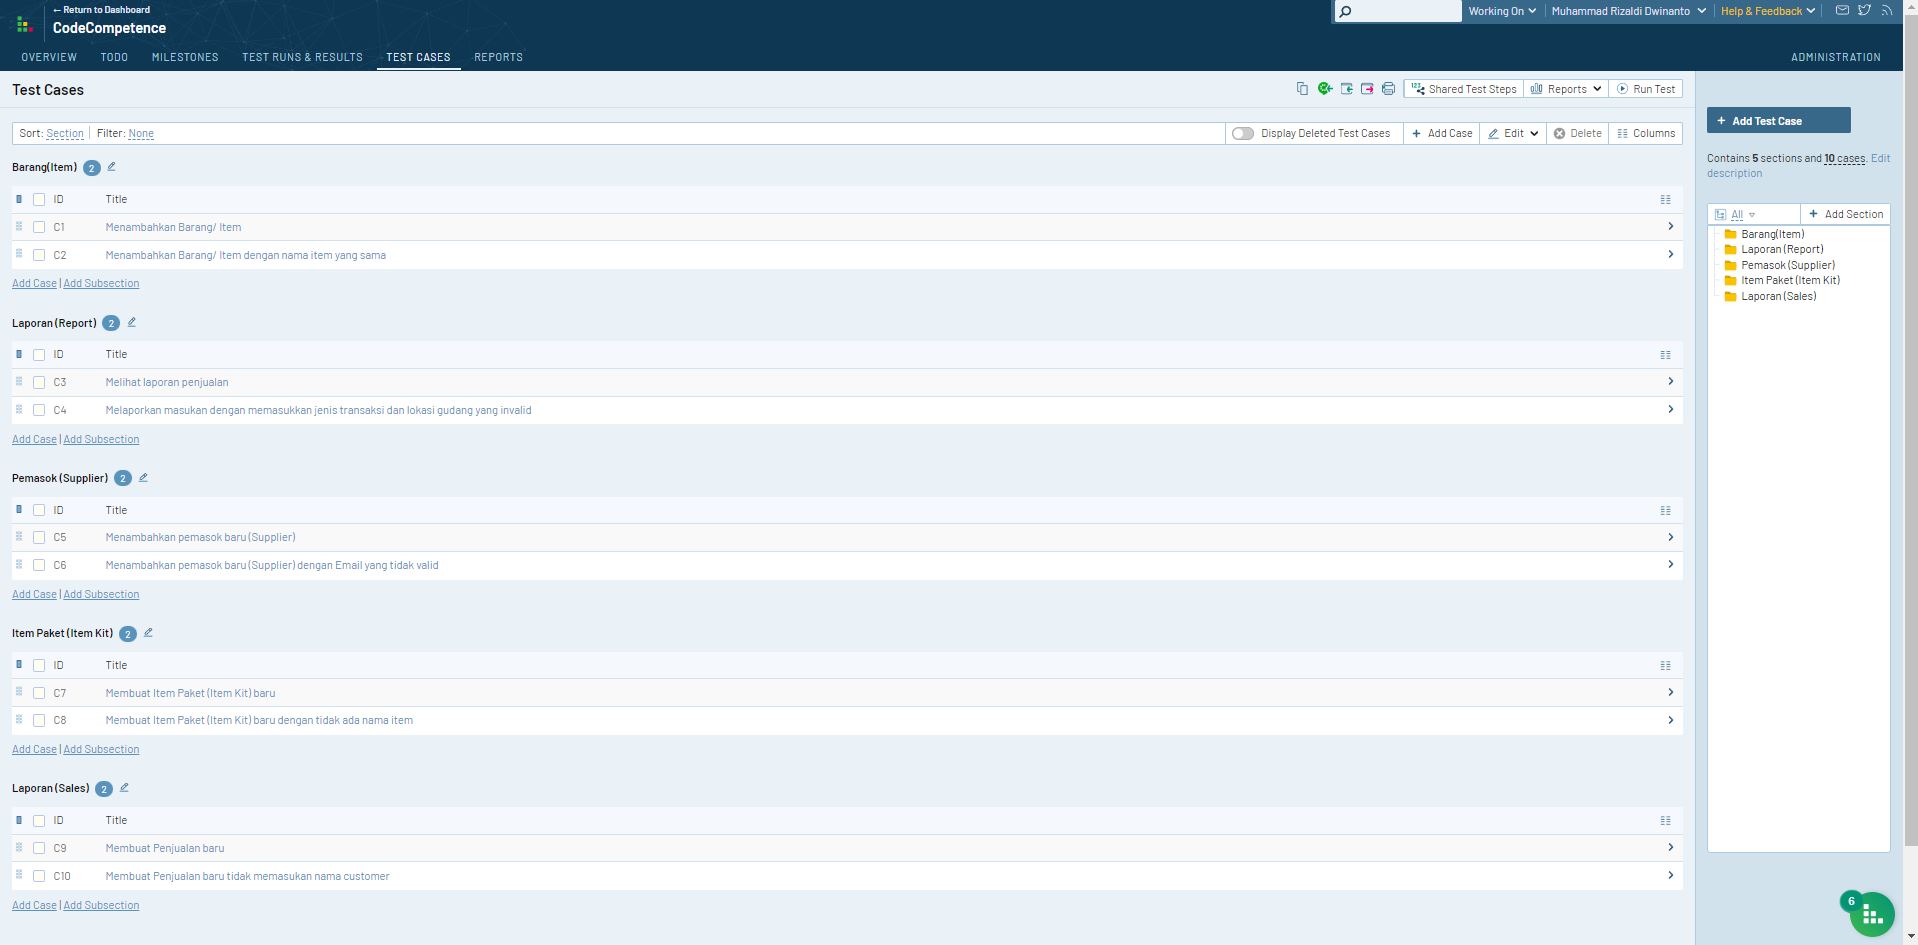 ← Return to Dashboard
CodeCompetence
Working On
Muhammad Rizaldi Dwinanto
Help & Feedback
OVERVIEW TODO MILESTONES TEST RUNS & RESULTS TEST CASES REPORTS ADMINISTRATION
Test Cases
Shared Test Steps Reports Run Test
Sort: Section Filter: None
Display Deleted Test Cases + Add Case Edit Delete Columns
Barang(Item) 2
ID Title
C1 Menambahkan Barang/ Item
C2 Menambahkan Barang/ Item dengan nama item yang sama
Add Case | Add Subsection
Laporan (Report) 2
ID Title
C3 Melihat laporan penjualan
C4 Melaporkan masukan dengan memasukkan jenis transaksi dan lokasi gudang yang invalid
Add Case | Add Subsection
Pemasok (Supplier) 2
ID Title
C5 Menambahkan pemasok baru (Supplier)
C6 Menambahkan pemasok baru (Supplier) dengan Email yang tidak valid
Add Case | Add Subsection
Item Paket (Item Kit) 2
ID Title
C7 Membuat Item Paket (Item Kit) baru
C8 Membuat Item Paket (Item Kit) baru dengan tidak ada nama item
Add Case | Add Subsection
Laporan (Sales) 2
ID Title
C9 Membuat Penjualan baru
C10 Membuat Penjualan baru tidak memasukan nama customer
Add Case | Add Subsection
+ Add Test Case
Contains 5 sections and 10 cases. Edit
description
All + Add Section
Barang(Item)
Laporan (Report)
Pemasok (Supplier)
Item Paket (Item Kit)
Laporan (Sales)
6